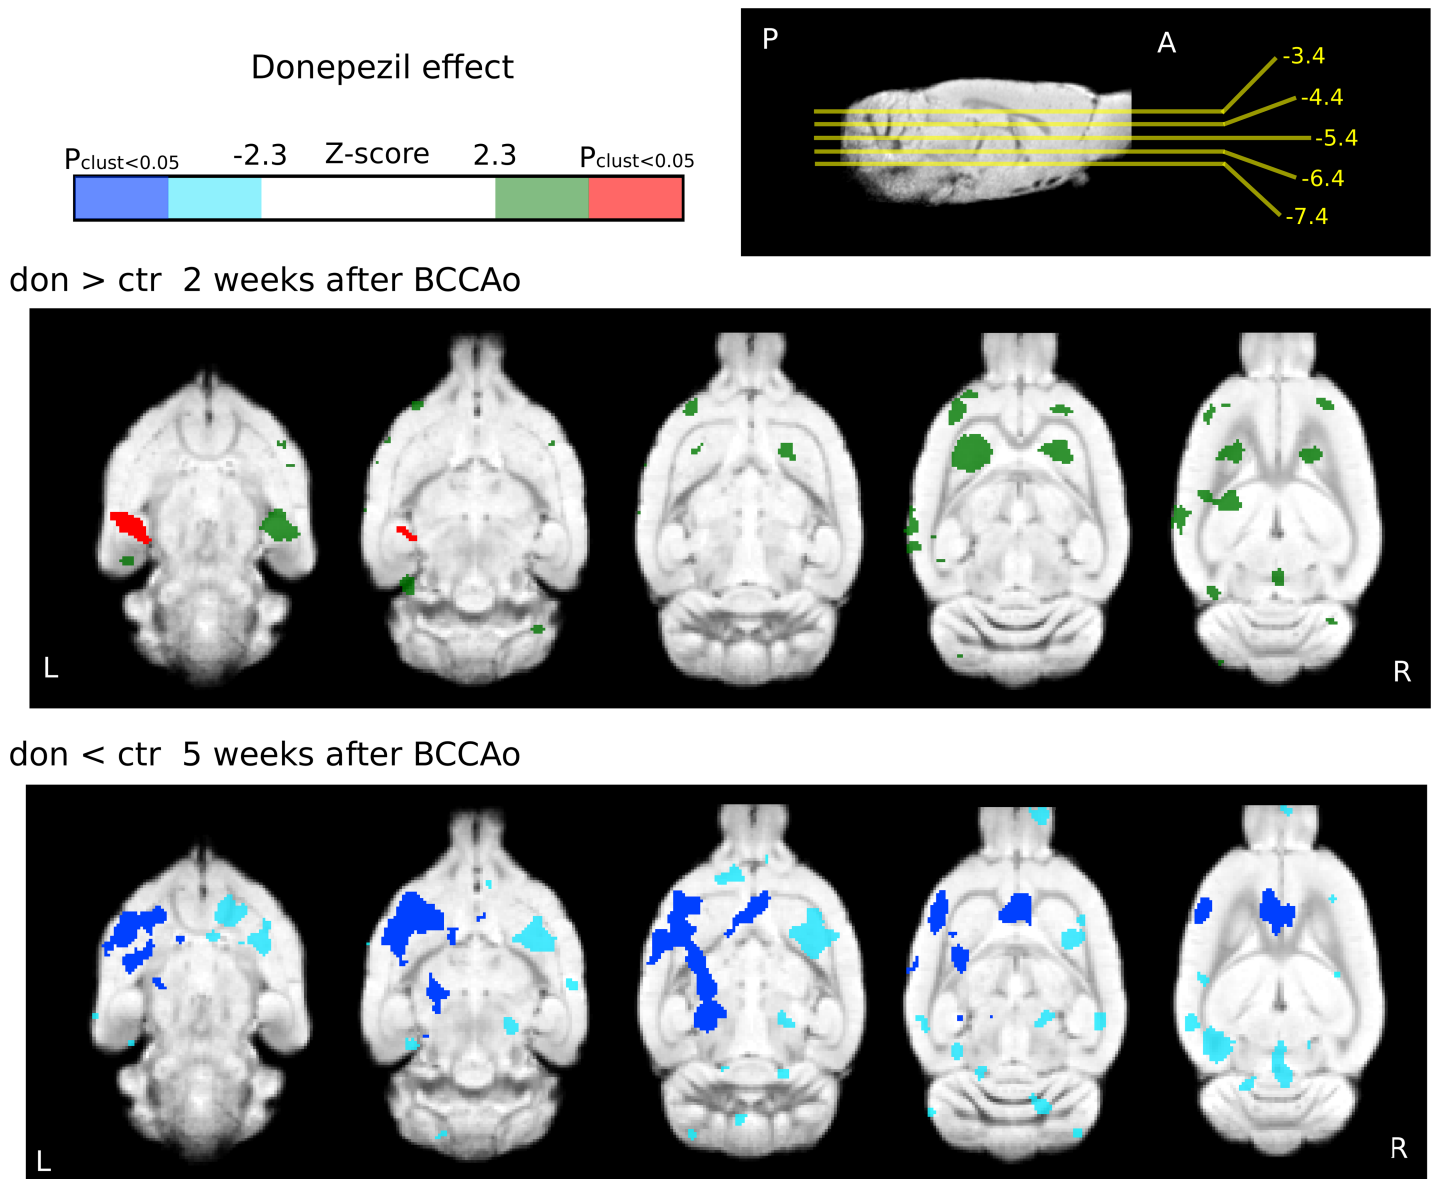 Donepezil effect
Pclust<0.05 -2.3 Z-score 2.3 Pclust<0.05
P A
-3.4
-4.4
-5.4
-6.4
-7.4
don > ctr 2 weeks after BCCAo
L R
don < ctr 5 weeks after BCCAo
L R